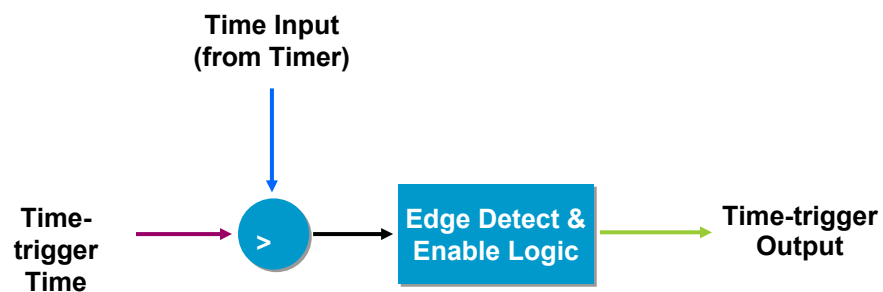 Time Input
(from Timer)
Time-
trigger
Time
>
Edge Detect &
Enable Logic
Time-trigger
Output